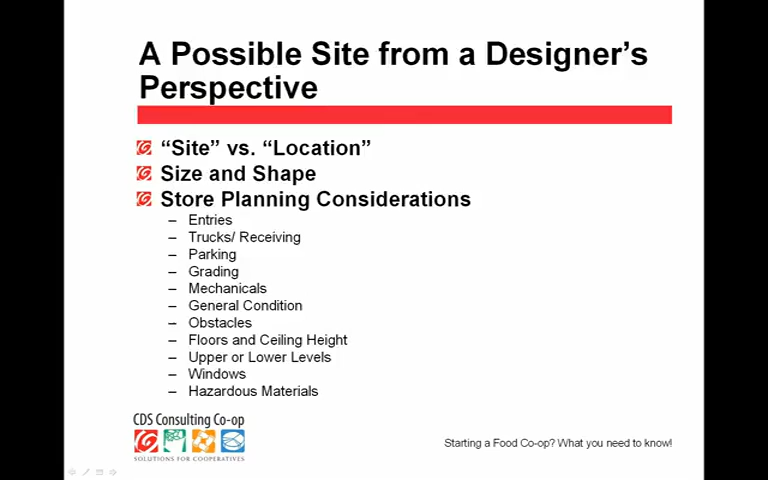 A Possible Site from a Designer's
Perspective
"Site" vs. "Location"
Size and Shape
Store Planning Considerations
– Entries
– Trucks/ Receiving
– Parking
– Grading
– Mechanicals
– General Condition
– Obstacles
– Floors and Ceiling Height
– Upper or Lower Levels
– Windows
– Hazardous Materials
CDS Consulting Co-op
SOLUTIONS FOR COOPERATIVES
Starting a Food Co-op? What you need to know!